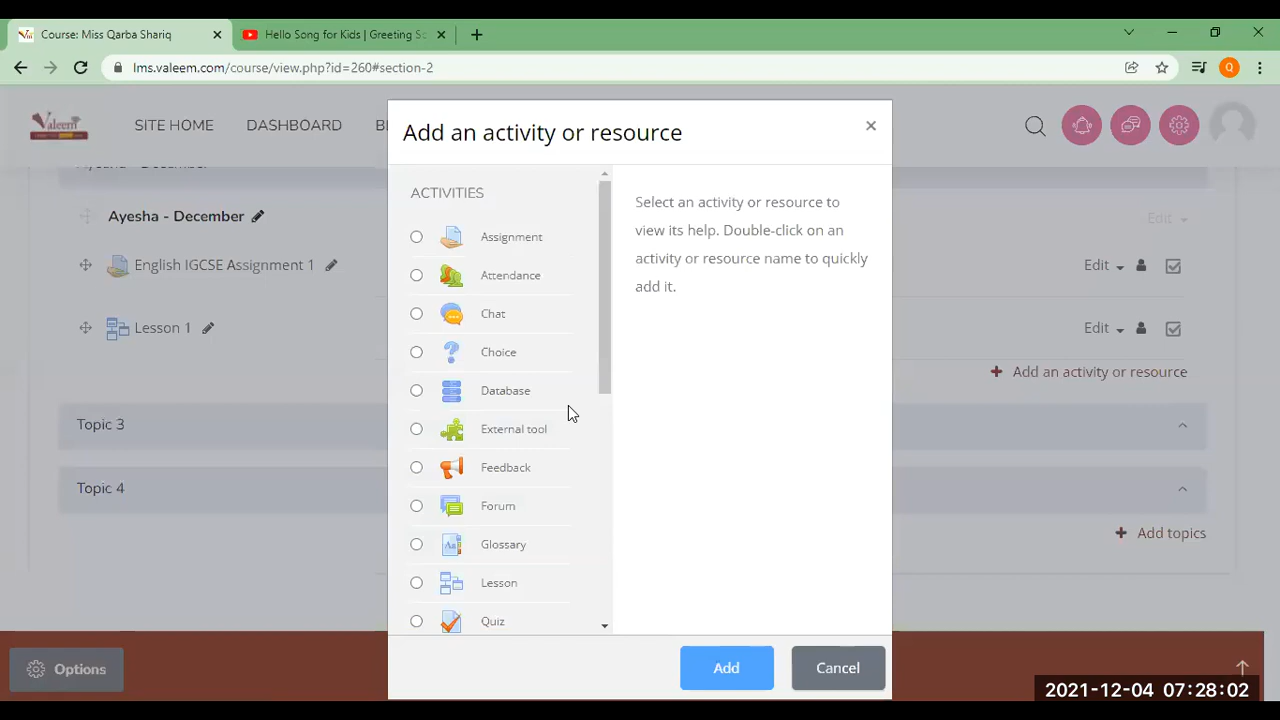 Course: Miss Qarba Shariq
Hello Song for Kids | Greeting So
lms.valeem.com/course/view.php?id=260#section-2
Q
Valeem
SITE HOME
DASHBOARD
Add an activity or resource
Ayesha - December
Ayesha - December
Edit
English IGCSE Assignment 1
Edit
Lesson 1
Edit
Add an activity or resource
Topic 3
Topic 4
Add topics
ACTIVITIES
Assignment
Attendance
Chat
Choice
Database
External tool
Feedback
Forum
Glossary
Lesson
Quiz
Select an activity or resource to
view its help. Double-click on an
activity or resource name to quickly
add it.
Add
Cancel
Options
2021-12-04 07:28:02